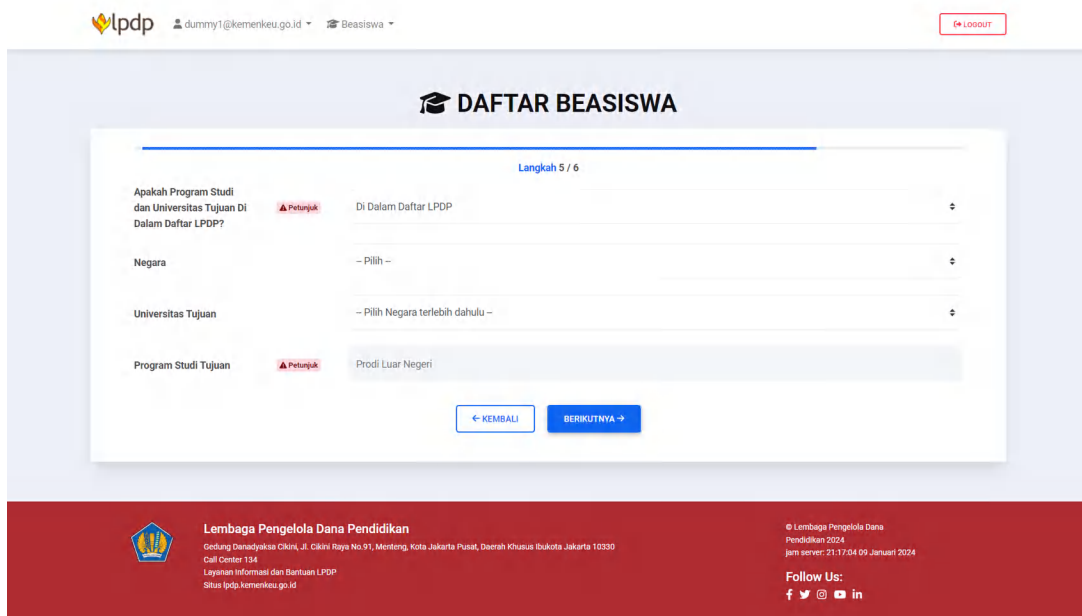 lpdp
dummy1@kemenkeu.go.id
Beasiswa
LOGOUT
DAFTAR BEASISWA
Langkah 5 / 6
Apakah Program Studi
dan Universitas Tujuan Di
Dalam Daftar LPDP?
Petunjuk
Di Dalam Daftar LPDP
Negara
-- Pilih --
Universitas Tujuan
-- Pilih Negara terlebih dahulu --
Program Studi Tujuan
Petunjuk
Prodi Luar Negeri
← KEMBALI
BERIKUTNYA →
Lembaga Pengelola Dana Pendidikan
Gedung Danadyaksa Cikini, Jl. Cikini Raya No.91, Menteng, Kota Jakarta Pusat, Daerah Khusus Ibukota Jakarta 10330
Call Center 134
Layanan Informasi dan Bantuan LPDP
Situs lpdp.kemenkeu.go.id
© Lembaga Pengelola Dana
Pendidikan 2024
jam server: 21:17:04 09 Januari 2024
Follow Us: